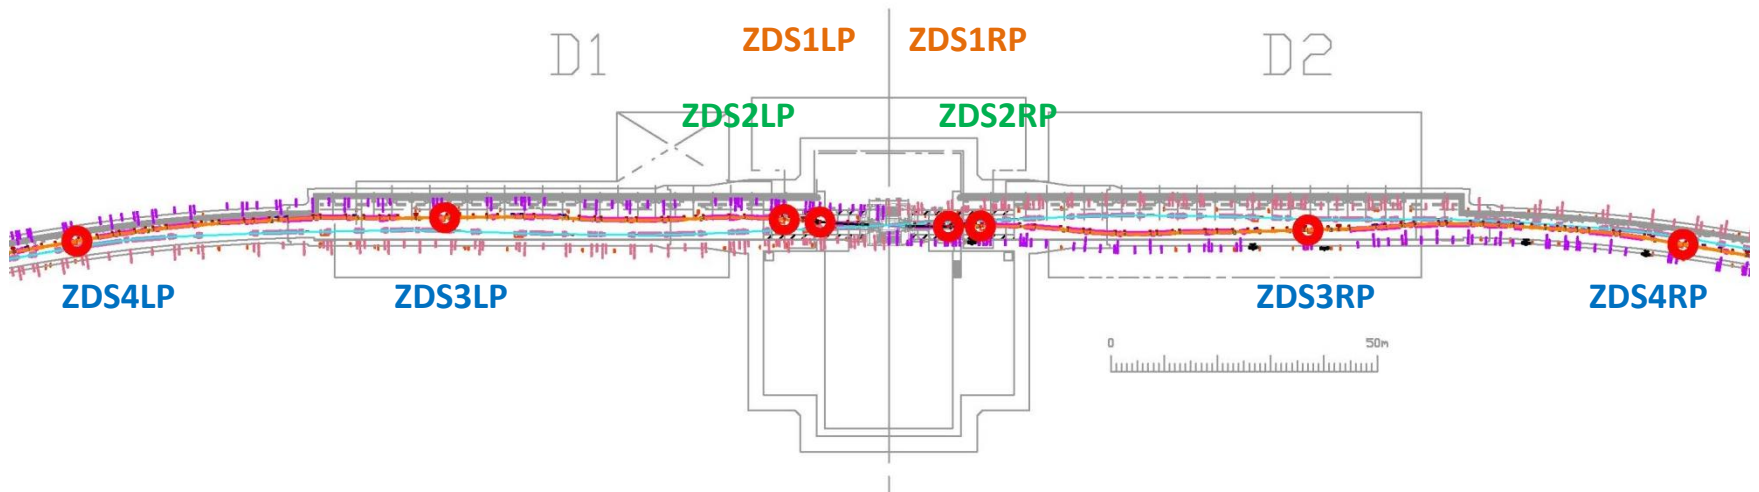 D1
ZDS1LP
ZDS1RP
D2
ZDS2LP
ZDS2RP
ZDS4LP
ZDS3LP
ZDS3RP
ZDS4RP
0
50m